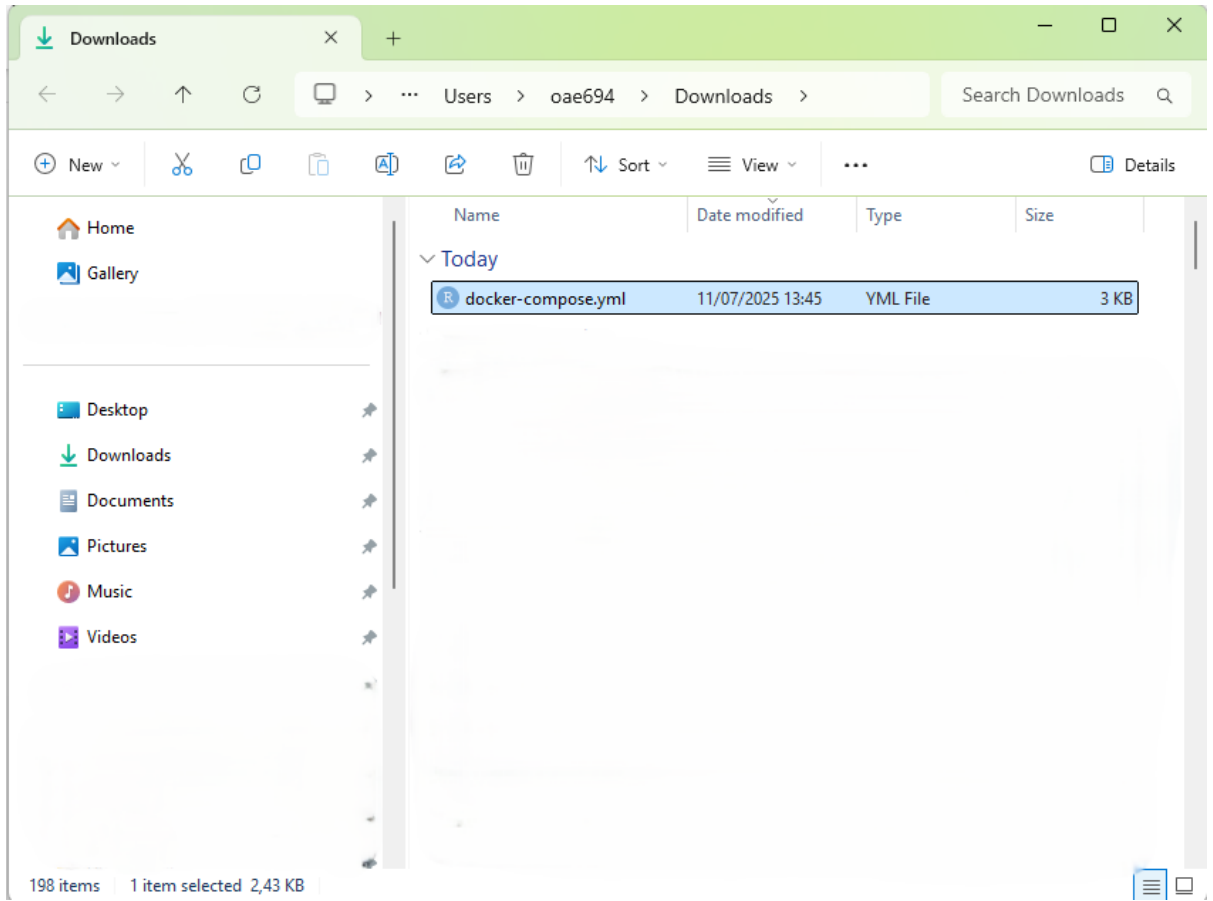 Downloads
Users > oae694 > Downloads >
Search Downloads
New
Sort
View
Details
Home
Gallery
Desktop
Downloads
Documents
Pictures
Music
Videos
Name Date modified Type Size
Today
R docker-compose.yml 11/07/2025 13:45 YML File 3 KB
198 items 1 item selected 2,43 KB